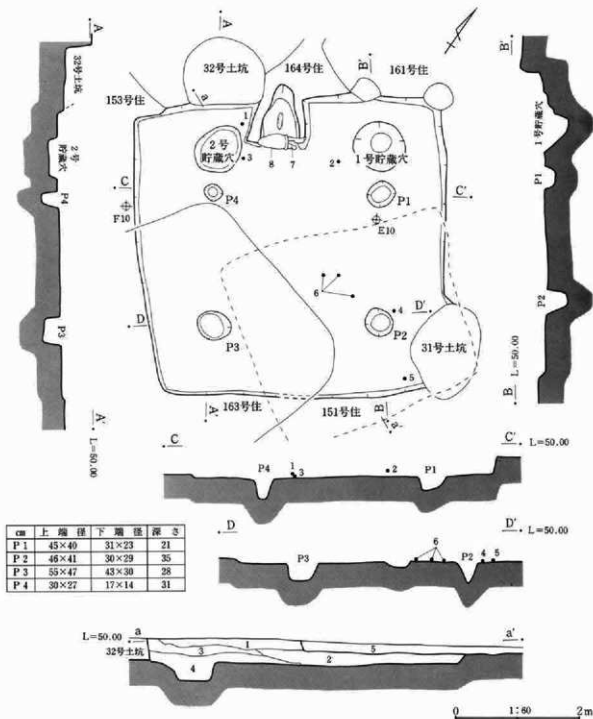 A
B'
32号土坑
164号住
B'
161号住
A
153号住
a
32号土坑
1号貯蔵穴
1
2号
貯蔵穴
3
8
7
2
1号貯蔵穴
2号
貯蔵穴
P4
P1
C
F10
P4
P1
C'
E10
P1
6
D
P3
4
D'
P2
P3
P2
31号土坑
5
A'
L=50.00
A'
163号住
151号住
B
a'
L=50.00
B
C
C'
L=50.00
P4
1
3
2
P1
D
D'
L=50.00
P3
6
P2
4
5
cm 上端径 下端径 深さ
P1 45×40 31×23 21
P2 46×41 30×29 35
P3 55×47 43×30 28
P4 30×27 17×14 31
L=50.00
a
a'
32号土坑
1
3
5
2
4
0 1:60 2m